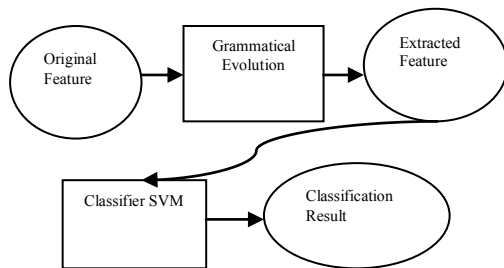 Original
Feature
Grammatical
Evolution
Extracted
Feature
Classifier SVM
Classification
Result